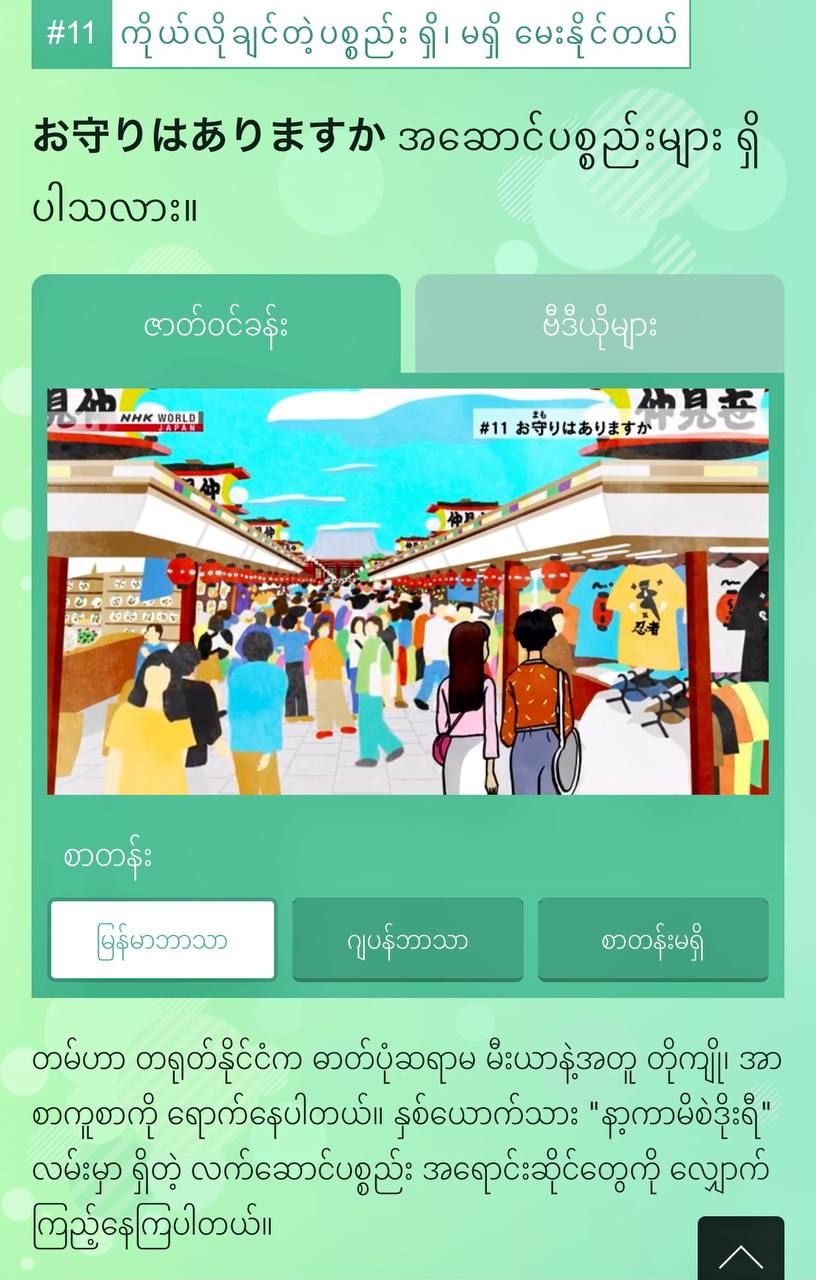 #11 ကိုယ်လိုချင်တဲ့ပစ္စည်း ရှိ၊ မရှိ မေးနိုင်တယ်
お守りはありますか အဆောင်ပစ္စည်းများ ရှိ
ပါသလား။
ဇာတ်ဝင်ခန်း
ဗီဒီယိုများ
NHK WORLD
JAPAN
まも
#11 お守りはありますか
仲見世
仲
仲見
忍者
စာတန်း
မြန်မာဘာသာ
ဂျပန်ဘာသာ
စာတန်းမရှိ
တမ်ဟာ တရုတ်နိုင်ငံက ဓာတ်ပုံဆရာမ မီးယာနဲ့အတူ တိုကျို၊ အာ
စာကူစာကို ရောက်နေပါတယ်။ နှစ်ယောက်သား "နာ့ကာမိစဲဒိုးရီ"
လမ်းမှာ ရှိတဲ့ လက်ဆောင်ပစ္စည်း အရောင်းဆိုင်တွေကို လျှောက်
ကြည့်နေကြပါတယ်။